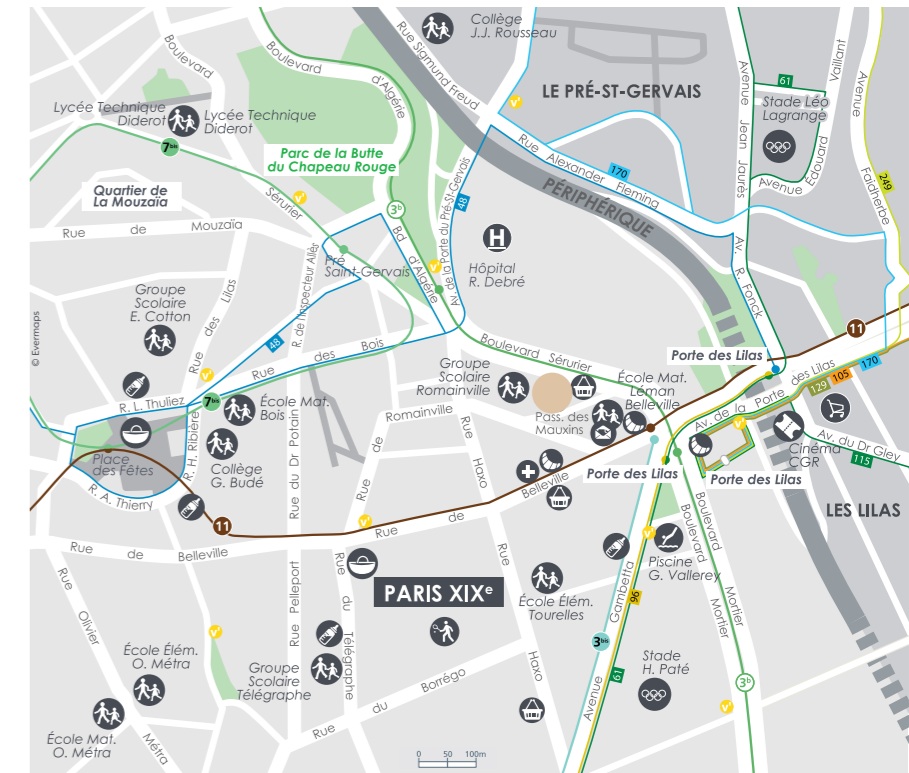 Collège
J.J. Rousseau
Rue Sigmund Freud
Boulevard
Boulevard
d'Algérie
LE PRÉ-ST-GERVAIS
61
Vaillant
Avenue
Stade Léo
Lagrange
Lycée Technique
Diderot
Lycée Technique
Diderot
7bis
Avenue Jean Jaurès
Avenue Édouard
Parc de la Butte
du Chapeau Rouge
Rue Alexander Fleming
170
249
Faidherbe
PÉRIPHÉRIQUE
Quartier de
La Mouzaïa
Sérurier
48
3b
Av. de la Porte du Pré-St-Gervais
Rue de Mouzaïa
Bd d'Algérie
H
Av. R. Fonck
Pré
Saint-Gervais
Hôpital
R. Debré
Groupe
Scolaire
E. Cotton
Rue des Lilas
R. de l'Inspecteur Allès
© Evermaps
48
11
Boulevard Sérurier
Porte des Lilas
Rue des Bois
Groupe
Scolaire
Romainville
École Mat.
Léman
Belleville
170
105
129
R. L. Thuliez
7bis
École Mat.
Bois
Romainville
Pass. des
Mauxins
Av. de la Porte des Lilas
R. H. Ribière
Rue du Dr Potain
Rue de
Place
des Fêtes
Collège
G. Budé
Haxo
Cinéma
CGR
Av. du Dr Gley
115
Porte des Lilas
Porte des Lilas
R. A. Thierry
11
Rue de Belleville
LES LILAS
Rue de Belleville
Boulevard Mortier
Boulevard Mortier
Piscine
G. Vallerey
Rue Olivier Métra
Rue Pelleport
Rue du Télégraphe
PARIS XIXe
École Élém.
Tourelles
Rue Haxo
Avenue Gambetta
96
3bis
École Élém.
O. Métra
Groupe
Scolaire
Télégraphe
Rue du Borrégo
Stade
H. Paté
61
3b
École Mat.
O. Métra
0 50 100m